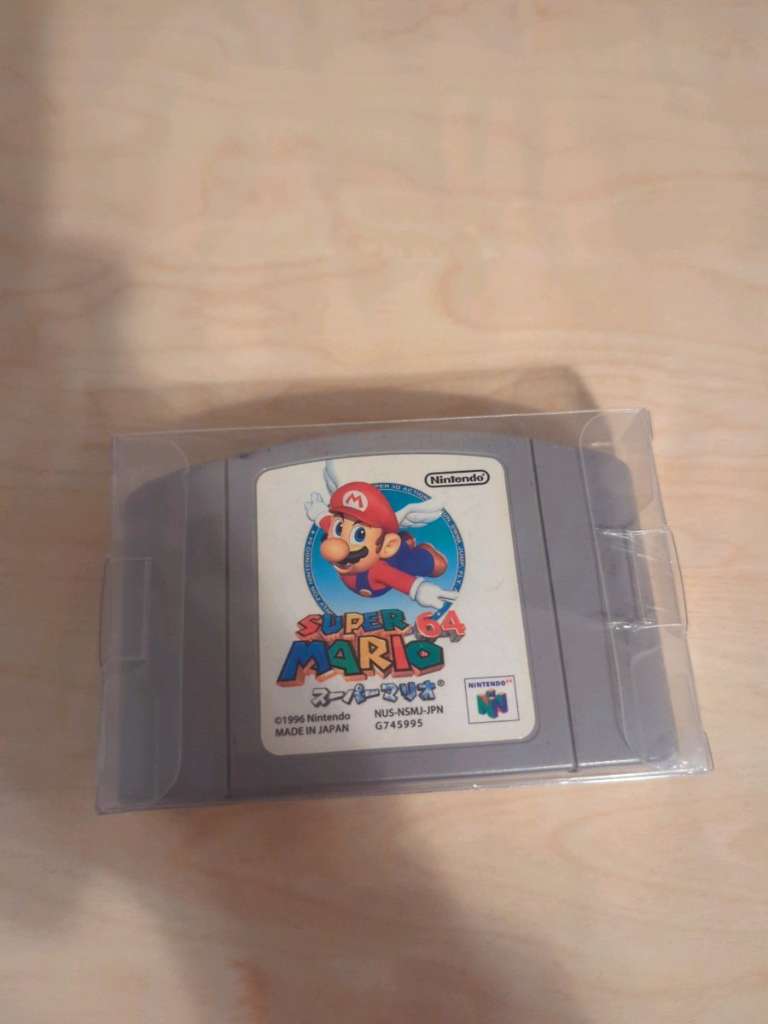 Nintendo
M
SUPER
MARIO 64
スーパーマリオ
©1996 Nintendo
MADE IN JAPAN
NUS-NSMJ-JPN
G745995
NINTENDO⁶⁴